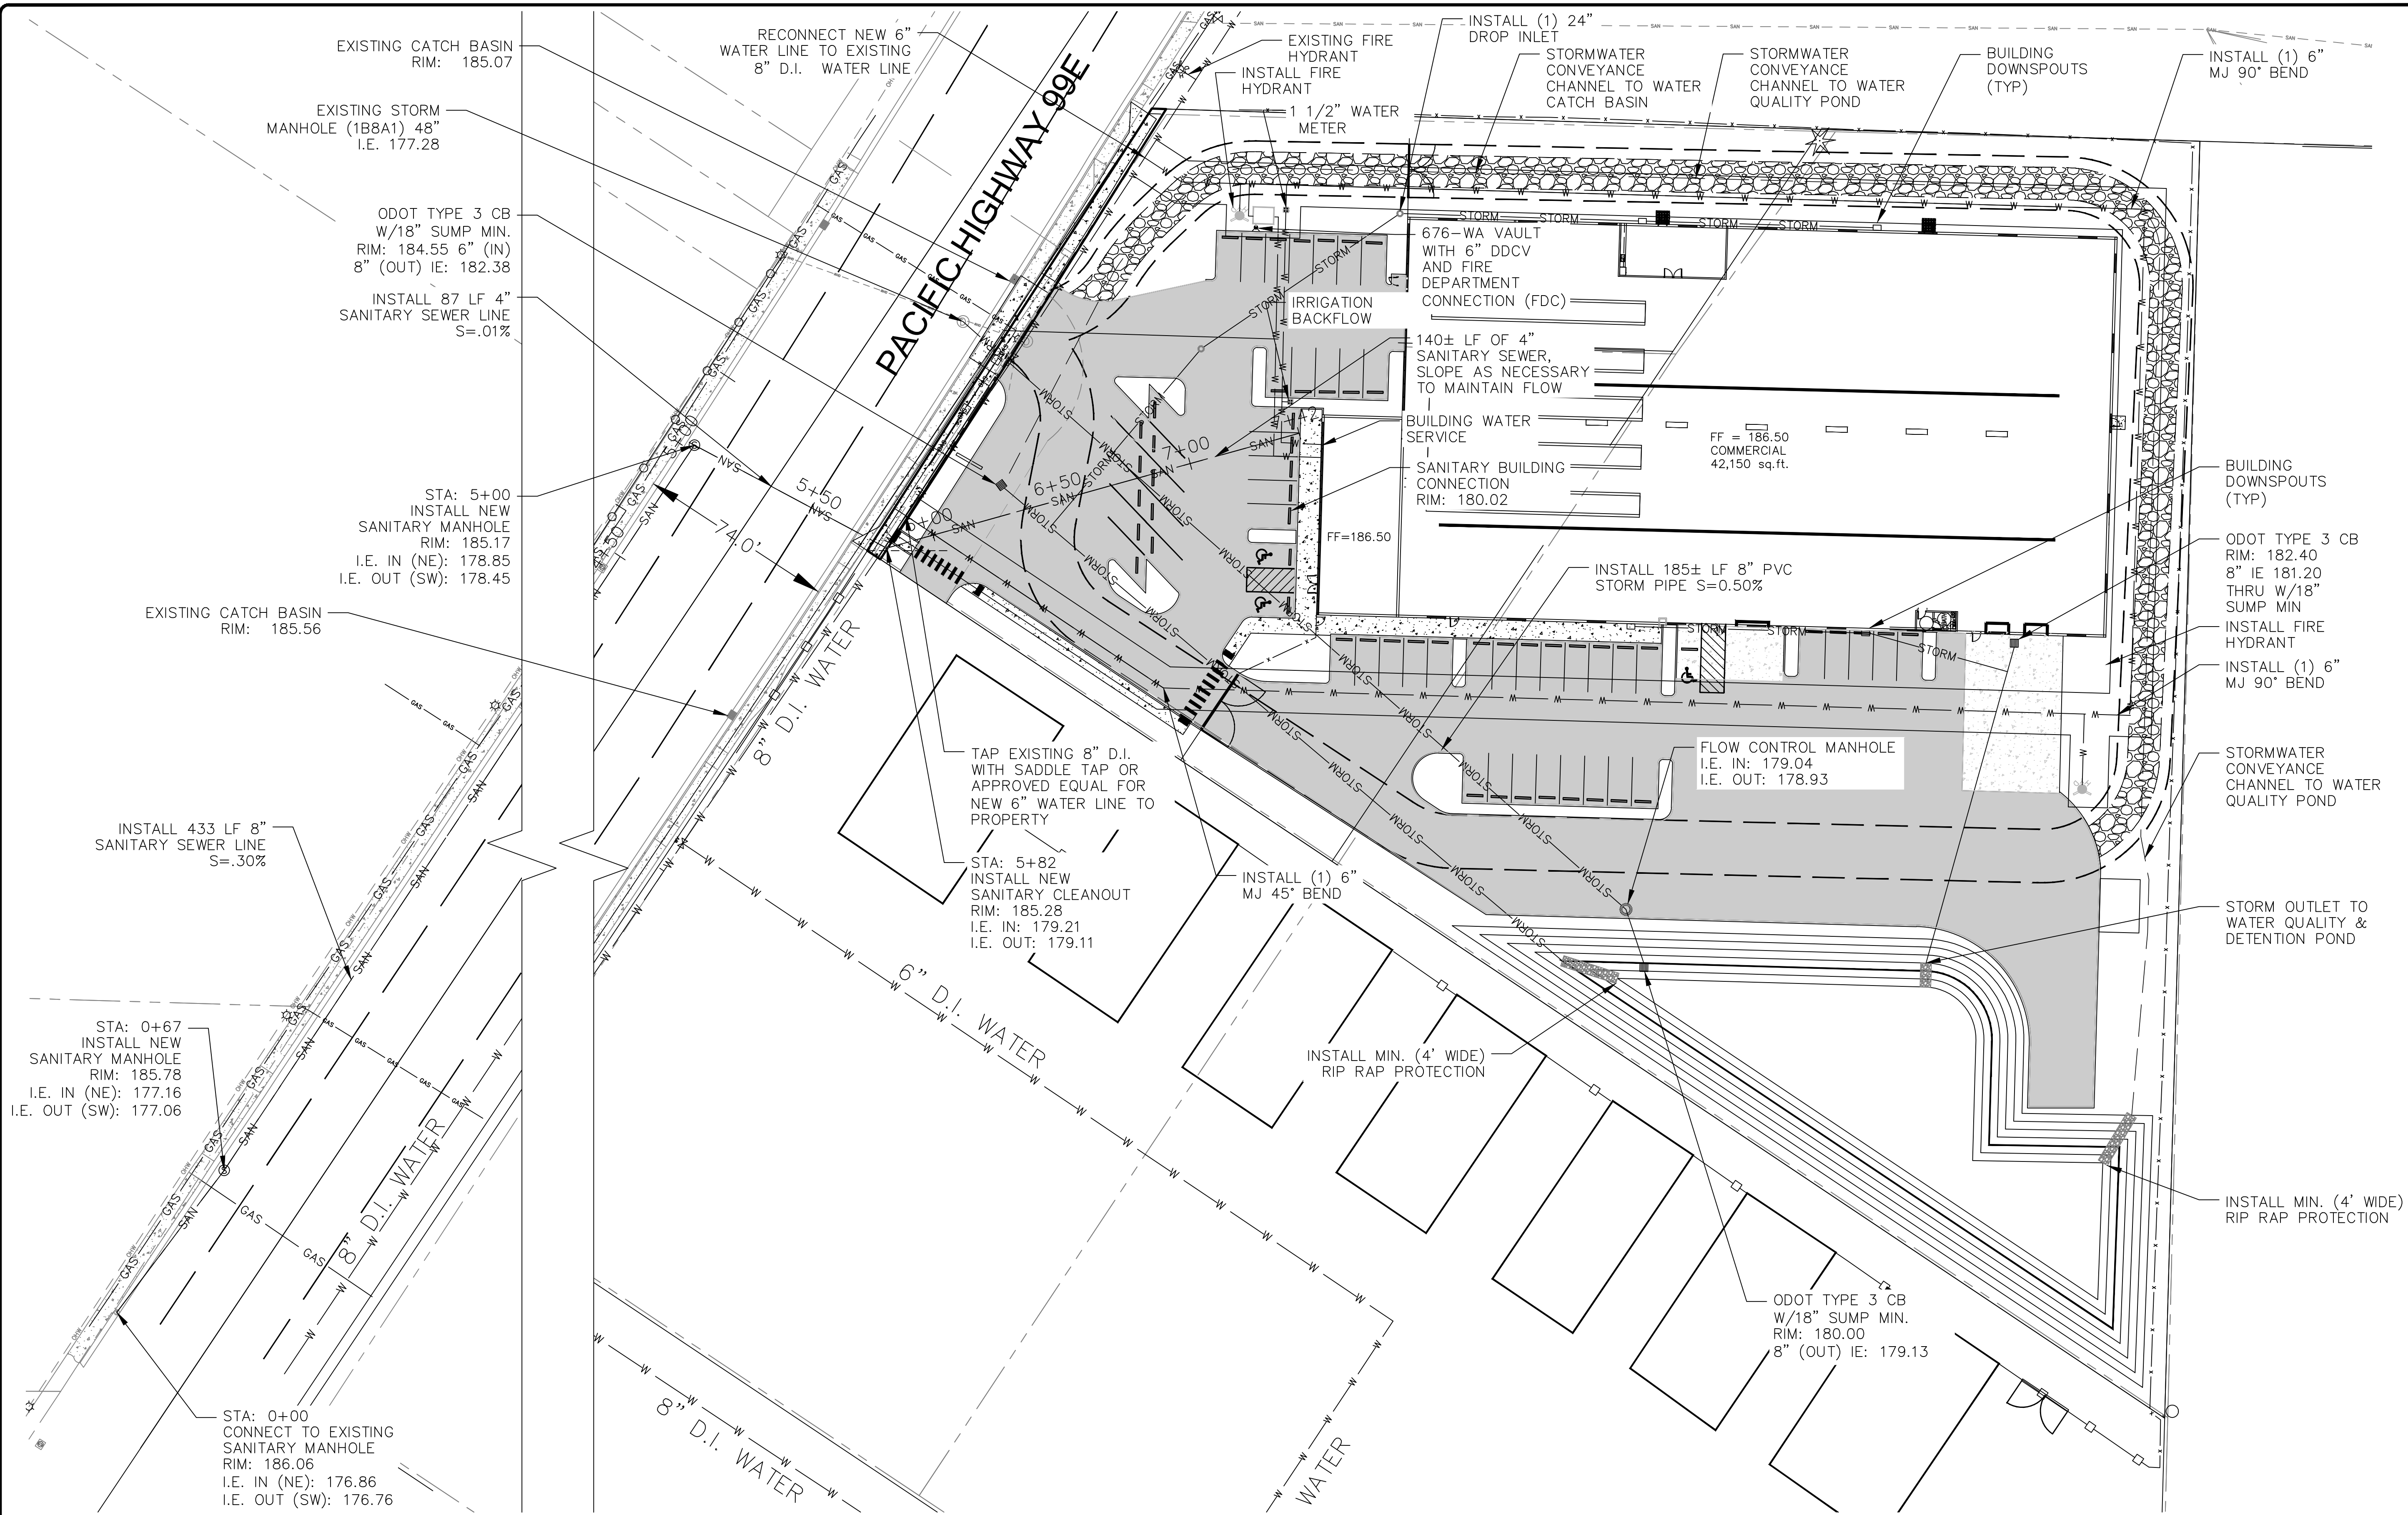 EXISTING CATCH BASIN
RIM: 185.07
EXISTING STORM
MANHOLE (1B8A1) 48"
I.E. 177.28
ODOT TYPE 3 CB
W/18" SUMP MIN.
RIM: 184.55 6" (IN)
8" (OUT) IE: 182.38
INSTALL 87 LF 4"
SANITARY SEWER LINE
S=.01%
STA: 5+00
INSTALL NEW
SANITARY MANHOLE
RIM: 185.17
I.E. IN (NE): 178.85
I.E. OUT (SW): 178.45
EXISTING CATCH BASIN
RIM: 185.56
INSTALL 433 LF 8"
SANITARY SEWER LINE
S=.30%
STA: 0+67
INSTALL NEW
SANITARY MANHOLE
RIM: 185.78
I.E. IN (NE): 177.16
I.E. OUT (SW): 177.06
STA: 0+00
CONNECT TO EXISTING
SANITARY MANHOLE
RIM: 186.06
I.E. IN (NE): 176.86
I.E. OUT (SW): 176.76
RECONNECT NEW 6"
WATER LINE TO EXISTING
8" D.I. WATER LINE
PACIFIC HIGHWAY 99E
EXISTING FIRE
HYDRANT
INSTALL FIRE
HYDRANT
1 1/2" WATER
METER
INSTALL (1) 24"
DROP INLET
STORMWATER
CONVEYANCE
CHANNEL TO WATER
CATCH BASIN
STORMWATER
CONVEYANCE
CHANNEL TO WATER
QUALITY POND
BUILDING
DOWNSPOUTS
(TYP)
INSTALL (1) 6"
MJ 90° BEND
676-WA VAULT
WITH 6" DDCV
AND FIRE
DEPARTMENT
CONNECTION (FDC)
IRRIGATION
BACKFLOW
140± LF OF 4"
SANITARY SEWER,
SLOPE AS NECESSARY
TO MAINTAIN FLOW
BUILDING WATER
SERVICE
SANITARY BUILDING
CONNECTION
RIM: 180.02
FF = 186.50
COMMERCIAL
42,150 sq.ft.
FF=186.50
INSTALL 185± LF 8" PVC
STORM PIPE S=0.50%
BUILDING
DOWNSPOUTS
(TYP)
ODOT TYPE 3 CB
RIM: 182.40
8" IE 181.20
THRU W/18"
SUMP MIN
INSTALL FIRE
HYDRANT
INSTALL (1) 6"
MJ 90° BEND
STORMWATER
CONVEYANCE
CHANNEL TO WATER
QUALITY POND
STORM OUTLET TO
WATER QUALITY &
DETENTION POND
INSTALL MIN. (4' WIDE)
RIP RAP PROTECTION
FLOW CONTROL MANHOLE
I.E. IN: 179.04
I.E. OUT: 178.93
TAP EXISTING 8" D.I.
WITH SADDLE TAP OR
APPROVED EQUAL FOR
NEW 6" WATER LINE TO
PROPERTY
STA: 5+82
INSTALL NEW
SANITARY CLEANOUT
RIM: 185.28
I.E. IN: 179.21
I.E. OUT: 179.11
INSTALL (1) 6"
MJ 45° BEND
INSTALL MIN. (4' WIDE)
RIP RAP PROTECTION
ODOT TYPE 3 CB
W/18" SUMP MIN.
RIM: 180.00
8" (OUT) IE: 179.13
74.0'
5+50
6+50
7+00
8" D.I. WATER
6" D.I. WATER
8" D.I. WATER
8" D.I. WATER
WATER